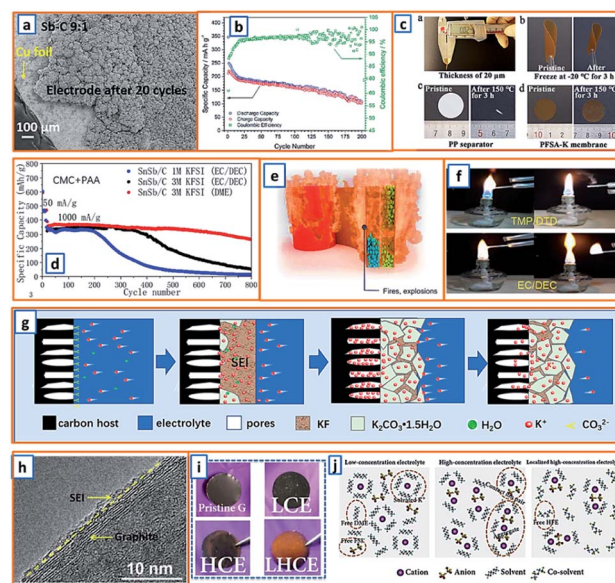 a
Sb-C 9:1
Cu foil
Electrode after 20 cycles
100 µm
b
Specific Capacity / mA h g⁻¹
Coulombic efficiency / %
Discharge Capacity
Charge Capacity
Coulombic Efficiency
Cycle Number
c
a
b
Thickness of 20 µm
Pristine
After
Freeze at -20 °C for 3 h
c
d
Pristine
After 150 °C for 3 h
Pristine
After 150 °C for 3 h
PP separator
PFSA-K membrane
d
CMC+PAA
SnSb/C 1M KFSI (EC/DEC)
SnSb/C 3M KFSI (EC/DEC)
SnSb/C 3M KFSI (DME)
50 mA/g
1000 mA/g
Specific Capacity (mAh/g)
Cycle number
e
Fires, explosions
f
TMP/DTD
EC/DEC
g
SEI
carbon host
electrolyte
pores
KF
K₂CO₃•1.5H₂O
H₂O
K⁺
CO₃²⁻
h
SEI
Graphite
10 nm
i
Pristine G
LCE
HCE
LHCE
j
Low-concentration electrolyte
High-concentration electrolyte
Localized high-concentration electrolyte
Free DME
Free HFE
Cation
Anion
Solvent
Co-solvent